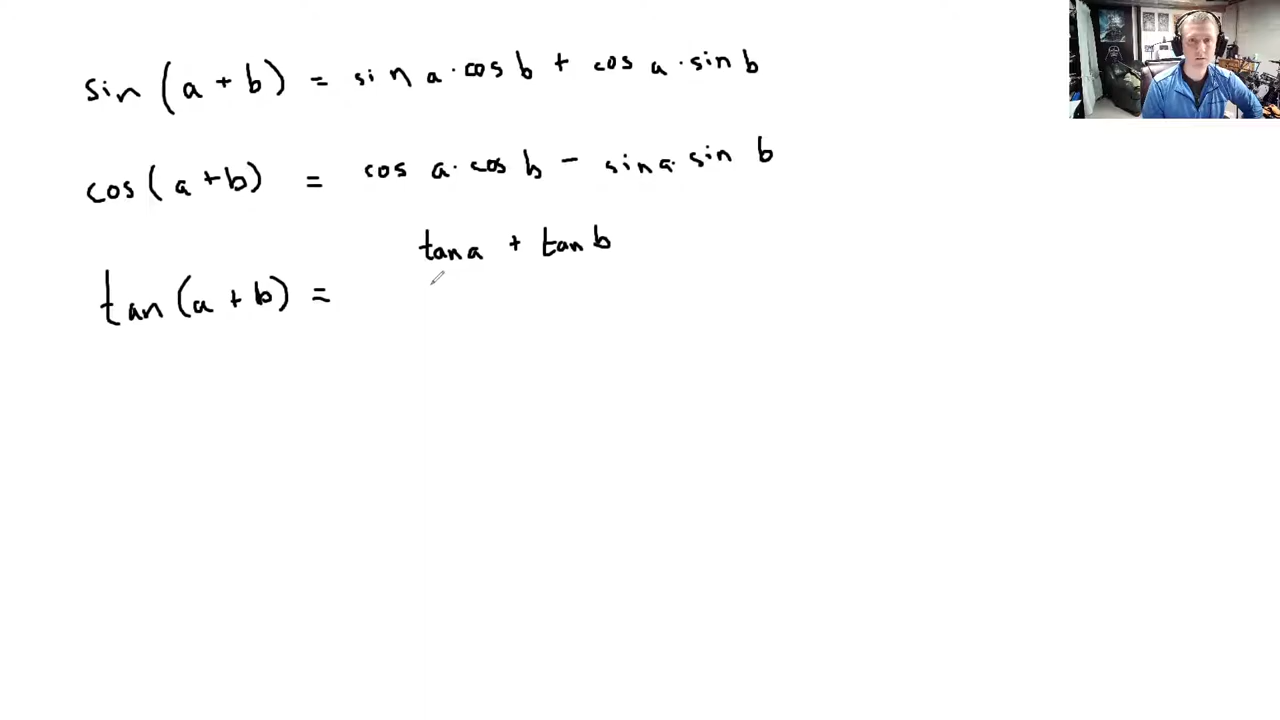 sin (a + b) = sin a · cos b + cos a · sin b
cos (a + b) = cos a · cos b - sin a · sin b
tan a + tan b
tan (a + b) =